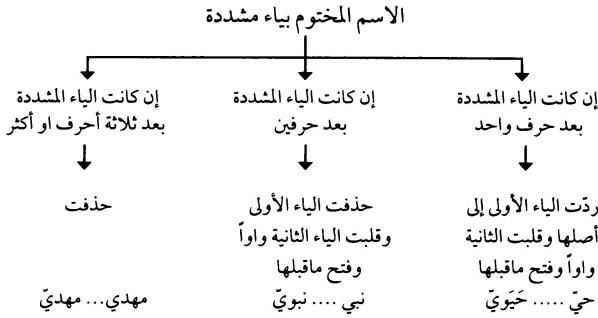 الاسم المختوم بياء مشددة
إن كانت الياء المشددة
بعد حرف واحد
ردّت الياء الأولى إلى
أصلها وقلبت الثانية
واواً وفتح ماقبلها
حيّ ..... حَيَويّ
إن كانت الياء المشددة
بعد حرفين
حذفت الياء الأولى
وقلبت الياء الثانية واواً
وفتح ماقبلها
نبي .... نبويّ
إن كانت الياء المشددة
بعد ثلاثة أحرف او أكثر
حذفت
مهدي... مهديّ